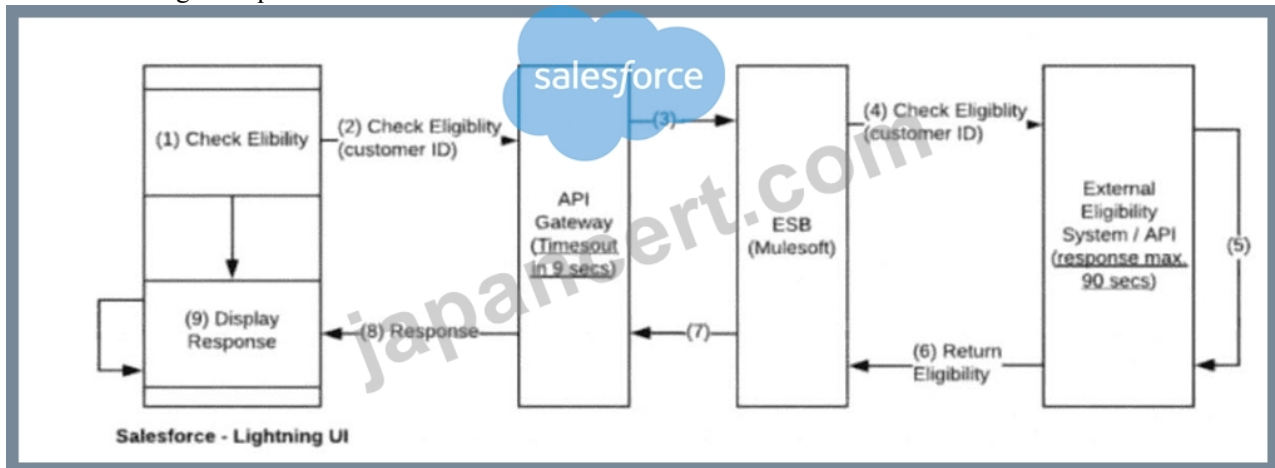 salesforce
(1) Check Elibility
(2) Check Eligiblity
(customer ID)
(3)
(4) Check Eligiblity
(customer ID)
API
Gateway
(Timesout
in 9 secs)
ESB
(Mulesoft)
External
Eligibility
System / API
(response max.
90 secs)
(5)
(9) Display
Response
(8) Response
(7)
(6) Return
Eligibility
Salesforce - Lightning UI
japancert.com